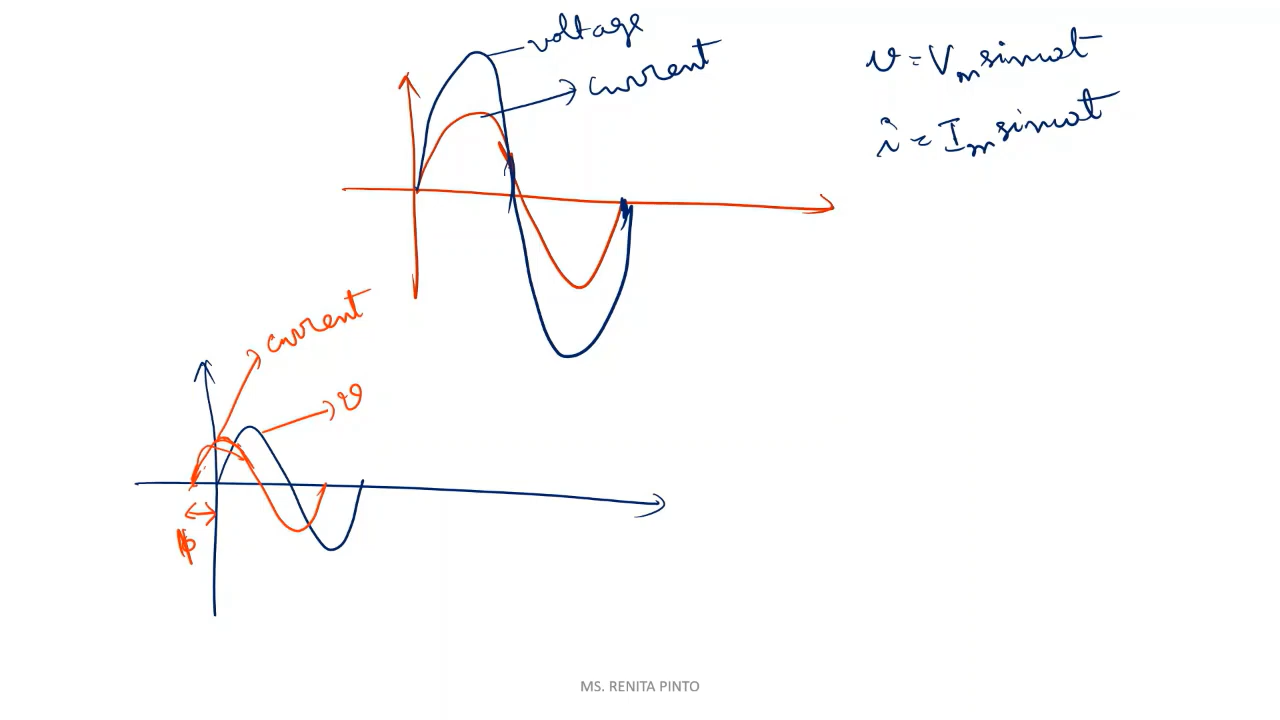 voltage
current
v = Vm sinωt
i = Im sinωt
current
v
ϕ
MS. RENITA PINTO